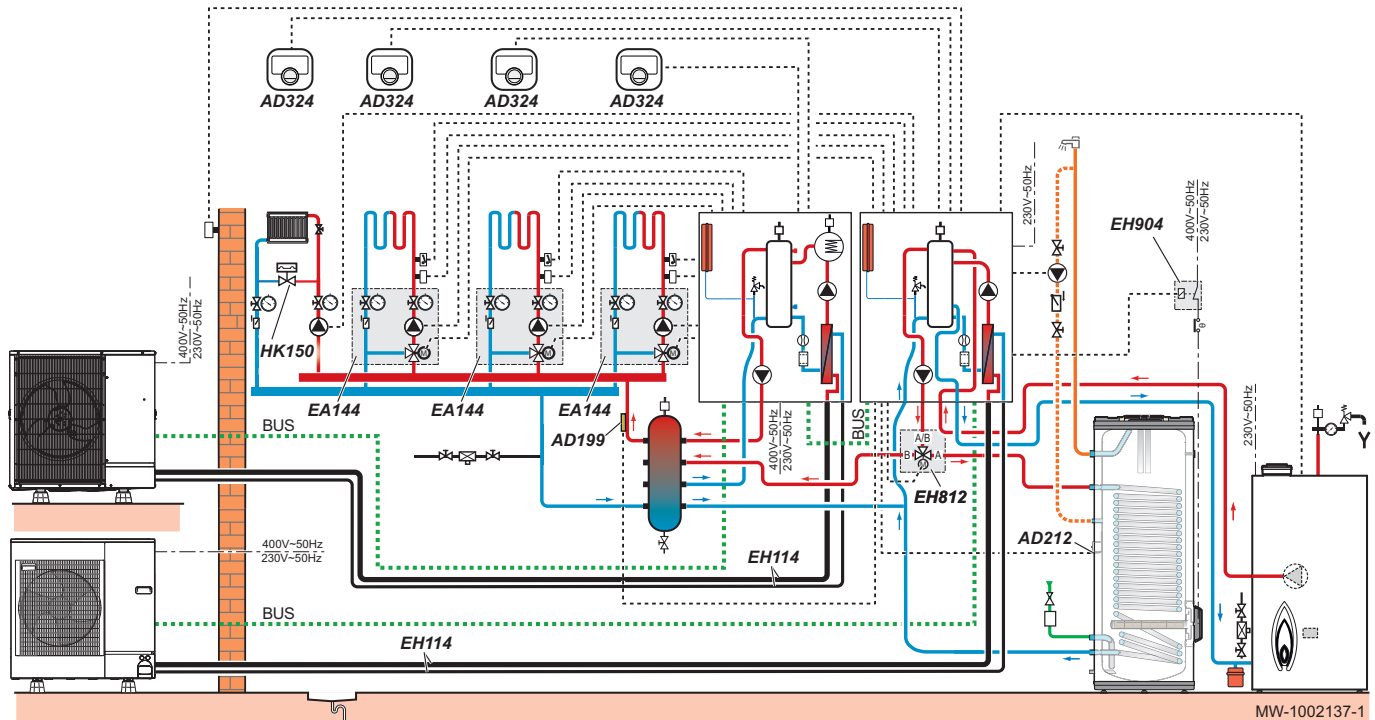 AD324
AD324
AD324
AD324
230V~50Hz
EH904
400V~50Hz
230V~50Hz
400V~50Hz
230V~50Hz
HK150
M
M
M
EA144
EA144
EA144
BUS
AD199
400V~50Hz
230V~50Hz
BUS
A/B
B
A
M
EH812
230V~50Hz
Y
400V~50Hz
230V~50Hz
EH114
AD212
BUS
EH114
MW-1002137-1